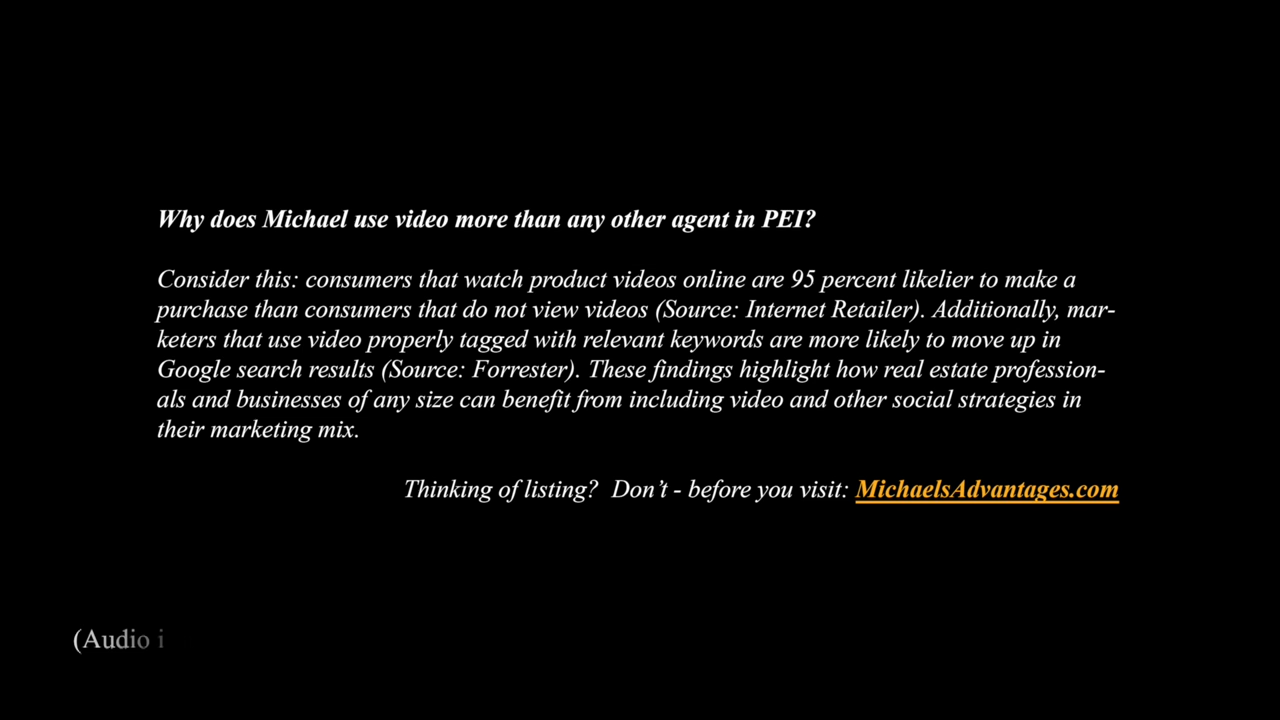 Why does Michael use video more than any other agent in PEI?
Consider this: consumers that watch product videos online are 95 percent likelier to make a
purchase than consumers that do not view videos (Source: Internet Retailer). Additionally, mar-
keters that use video properly tagged with relevant keywords are more likely to move up in
Google search results (Source: Forrester). These findings highlight how real estate profession-
als and businesses of any size can benefit from including video and other social strategies in
their marketing mix.
Thinking of listing?  Don’t - before you visit: MichaelsAdvantages.com
(Audio i